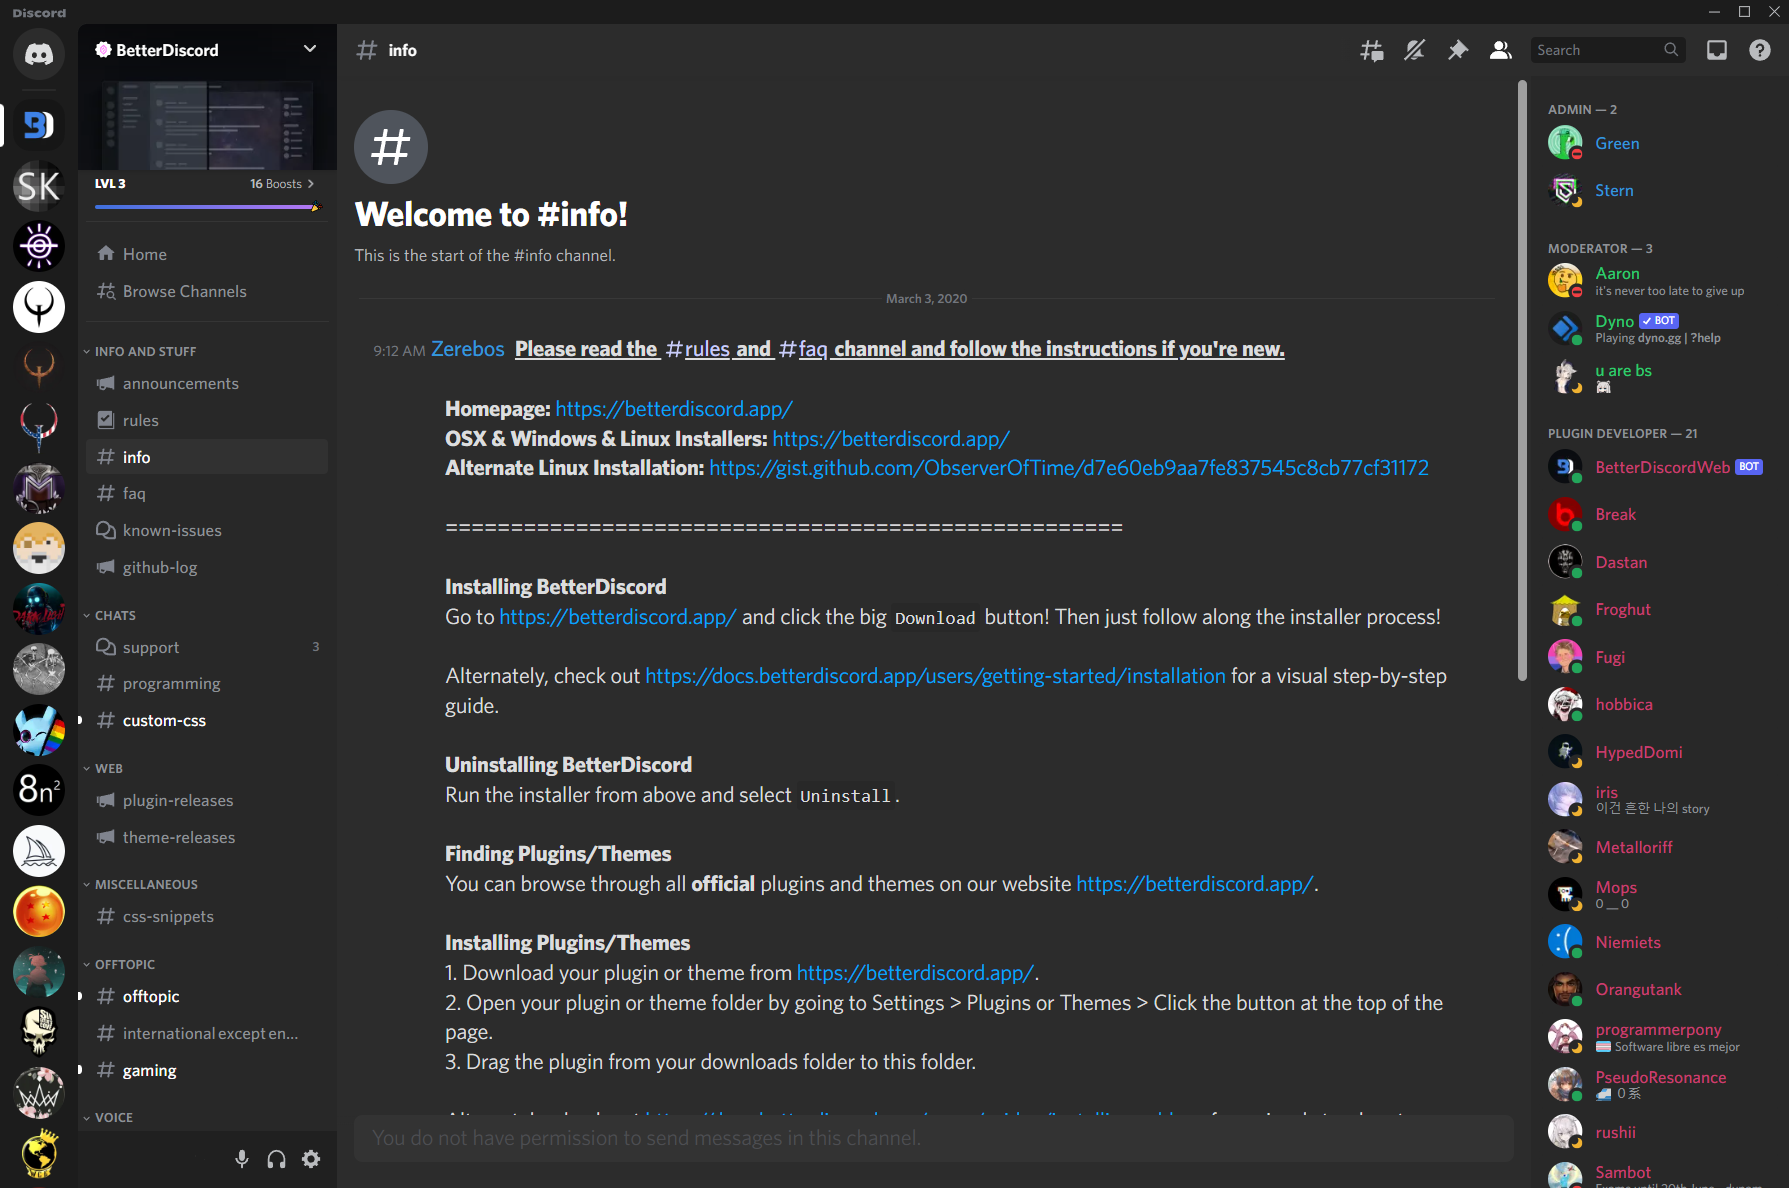 Discord
BetterDiscord
LVL 3
16 Boosts
Home
Browse Channels
INFO AND STUFF
announcements
rules
info
faq
known-issues
github-log
CHATS
support
3
programming
custom-css
WEB
plugin-releases
theme-releases
MISCELLANEOUS
css-snippets
OFFTOPIC
offtopic
international except en...
gaming
VOICE
SK
8n²
# info
Search
Welcome to #info!
This is the start of the #info channel.
March 3, 2020
9:12 AM Zerebos Please read the #rules and #faq channel and follow the instructions if you're new.
Homepage: https://betterdiscord.app/
OSX & Windows & Linux Installers: https://betterdiscord.app/
Alternate Linux Installation: https://gist.github.com/ObserverOfTime/d7e60eb9aa7fe837545c8cb77cf31172
====================================================
Installing BetterDiscord
Go to https://betterdiscord.app/ and click the big Download button! Then just follow along the installer process!
Alternately, check out https://docs.betterdiscord.app/users/getting-started/installation for a visual step-by-step
guide.
Uninstalling BetterDiscord
Run the installer from above and select Uninstall.
Finding Plugins/Themes
You can browse through all official plugins and themes on our website https://betterdiscord.app/.
Installing Plugins/Themes
1. Download your plugin or theme from https://betterdiscord.app/.
2. Open your plugin or theme folder by going to Settings > Plugins or Themes > Click the button at the top of the
page.
3. Drag the plugin from your downloads folder to this folder.
You do not have permission to send messages in this channel.
ADMIN — 2
Green
Stern
MODERATOR — 3
Aaron
it's never too late to give up
Dyno ✓ BOT
Playing dyno.gg | ?help
u are bs
PLUGIN DEVELOPER — 21
BetterDiscordWeb BOT
Break
Dastan
Froghut
Fugi
hobbica
HypedDomi
iris
이건 흔한 나의 story
Metalloriff
Mops
0 __ 0
Niemiets
Orangutank
programmerpony
Software libre es mejor
PseudoResonance
0系
rushii
Sambot